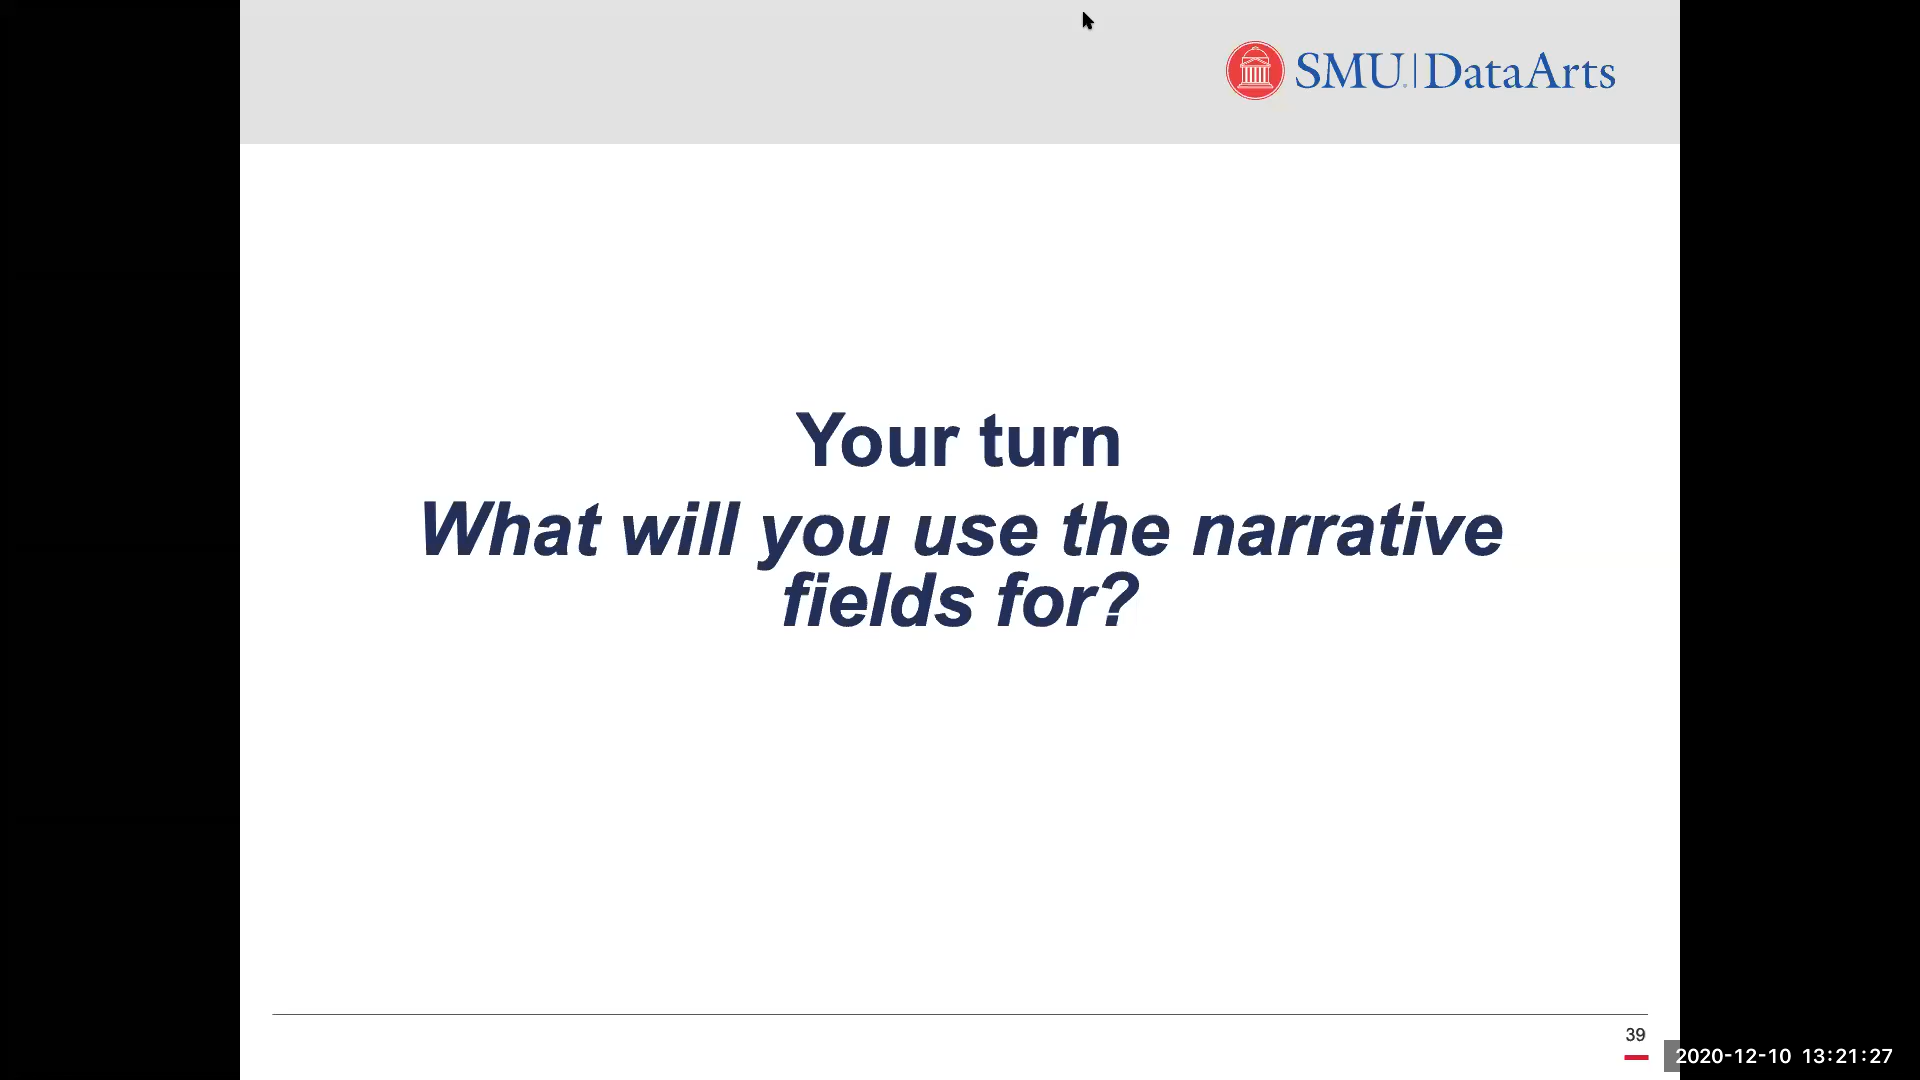 SMU | DataArts
Your turn
What will you use the narrative
fields for?
39
2020-12-10 13:21:27